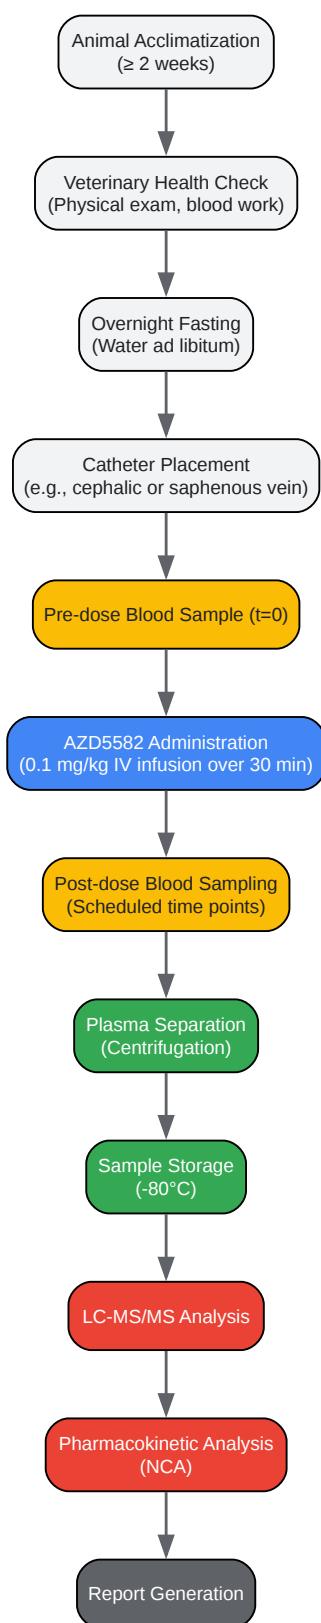 Animal Acclimatization
(≥ 2 weeks)
Veterinary Health Check
(Physical exam, blood work)
Overnight Fasting
(Water ad libitum)
Catheter Placement
(e.g., cephalic or saphenous vein)
Pre-dose Blood Sample (t=0)
AZD5582 Administration
(0.1 mg/kg IV infusion over 30 min)
Post-dose Blood Sampling
(Scheduled time points)
Plasma Separation
(Centrifugation)
Sample Storage
(-80°C)
LC-MS/MS Analysis
Pharmacokinetic Analysis
(NCA)
Report Generation